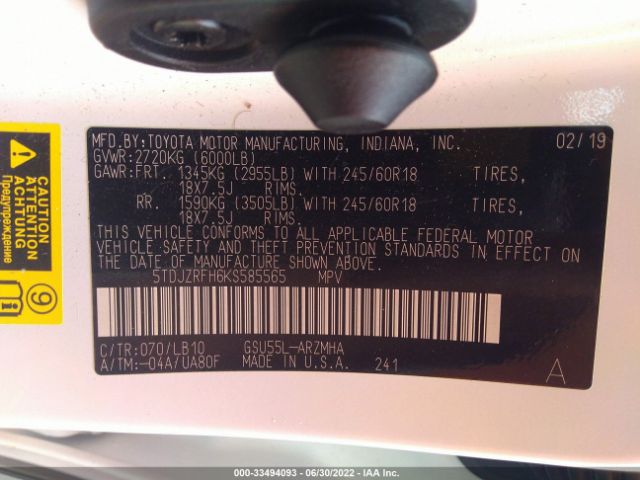 MFD.BY:TOYOTA MOTOR MANUFACTURING, INDIANA, INC. 02/19
GVWR:2720KG (6000LB)
GAWR:FRT. 1345KG (2955LB) WITH 245/60R18 TIRES,
18X7.5J RIMS.
RR. 1590KG (3505LB) WITH 245/60R18 TIRES,
18X7.5J RIMS.
THIS VEHICLE CONFORMS TO ALL APPLICABLE FEDERAL MOTOR
VEHICLE SAFETY AND THEFT PREVENTION STANDARDS IN EFFECT ON
THE DATE OF MANUFACTURE SHOWN ABOVE.
5TDJZRFH6KS585565 MPV
C/TR:070/LB10 GSU55L-ARZMHA
A/TM:-04A/UA80F MADE IN U.S.A. 241 A
CAUTION
ATTENTION
ACHTUNG
Предупреждение
9
000-33494093 - 06/30/2022 - IAA Inc.